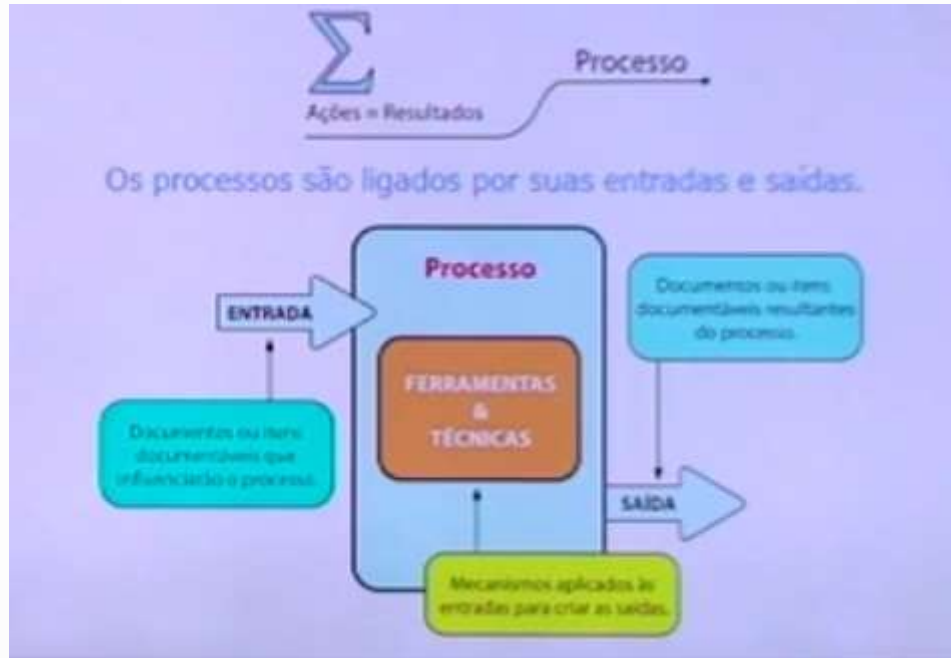 Σ
Ações = Resultados
Processo
Os processos são ligados por suas entradas e saídas.
Processo
ENTRADA
FERRAMENTAS
&
TÉCNICAS
Documentos ou itens
documentáveis que
influenciarão o processo.
Documentos ou itens
documentáveis resultantes
do processo.
SAÍDA
Mecanismos aplicados às
entradas para criar as saídas.